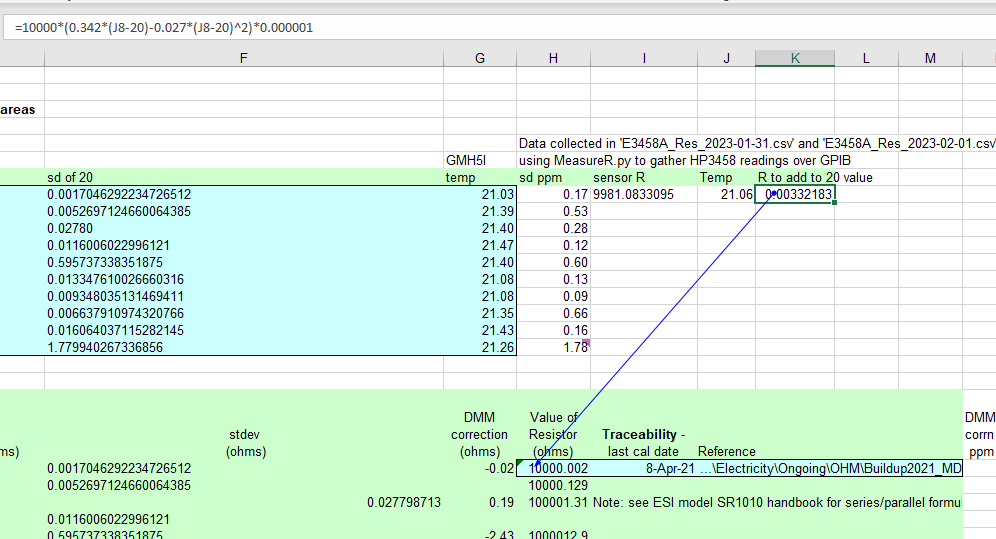 =10000*(0.342*(J8-20)-0.027*(J8-20)^2)*0.000001
F G H I J K L M
areas
Data collected in 'E3458A_Res_2023-01-31.csv' and 'E3458A_Res_2023-02-01.csv'
GMH5I using MeasureR.py to gather HP3458 readings over GPIB
sd of 20 temp sd ppm sensor R Temp R to add to 20 value
0.0017046292234726512 21.03 0.17 9981.0833095 21.06 0.00332183
0.0052697124660064385 21.39 0.53
0.02780 21.40 0.28
0.0116006022996121 21.47 0.12
0.595737338351875 21.40 0.60
0.013347610026660316 21.08 0.13
0.009348035131469411 21.08 0.09
0.006637910974320766 21.35 0.66
0.016064037115282145 21.43 0.16
1.779940267336856 21.26 1.78
DMM Value of DMM
stdev correction Resistor Traceability - corrn
ms) (ohms) (ohms) (ohms) last cal date Reference ppm
0.0017046292234726512 -0.02 10000.002 8-Apr-21 ...\Electricity\Ongoing\OHM\Buildup2021_MD
0.0052697124660064385 10000.129
0.027798713 0.19 100001.31 Note: see ESI model SR1010 handbook for series/parallel formu
0.0116006022996121
0.595737338351875 -2.43 1000012.9